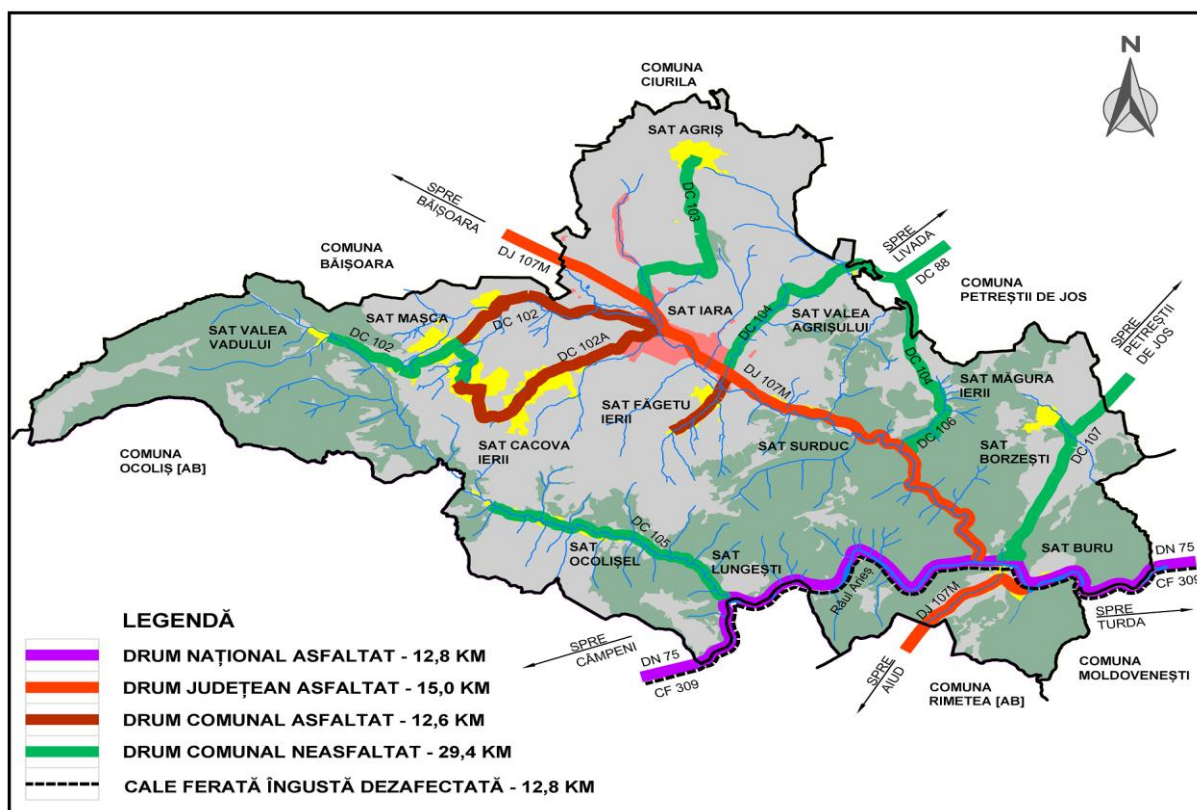 N
COMUNA
CIURILA
SAT AGRIȘ
SPRE
BĂIȘOARA
DC 103
SPRE
LIVADA
DJ 107M
COMUNA
BĂIȘOARA
DC 88
COMUNA
PETREȘTII DE JOS
SAT IARA
DC 104
SAT VALEA
AGRIȘULUI
SPRE
PETREȘTII
DE JOS
SAT MAȘCA
DC 102
SAT VALEA
VADULUI
DC 102
DC 102A
DJ 107M
DC 104
SAT MĂGURA
IERII
SAT FĂGETU
IERII
SAT CACOVA
IERII
SAT SURDUC
DC 106
SAT
BORZEȘTI
DC 107
COMUNA
OCOLIȘ [AB]
DC 105
SAT
OCOLIȘEL
SAT
LUNGEȘTI
Râul Arieș
SAT BURU
DN 75
CF 309
DJ 107M
SPRE
TURDA
SPRE
CÂMPENI
DN 75
CF 309
SPRE
AIUD
COMUNA
RIMETEA [AB]
COMUNA
MOLDOVENEȘTI
LEGENDĂ
DRUM NAȚIONAL ASFALTAT - 12,8 KM
DRUM JUDEȚEAN ASFALTAT - 15,0 KM
DRUM COMUNAL ASFALTAT - 12,6 KM
DRUM COMUNAL NEASFALTAT - 29,4 KM
CALE FERATĂ ÎNGUSTĂ DEZAFECTATĂ - 12,8 KM